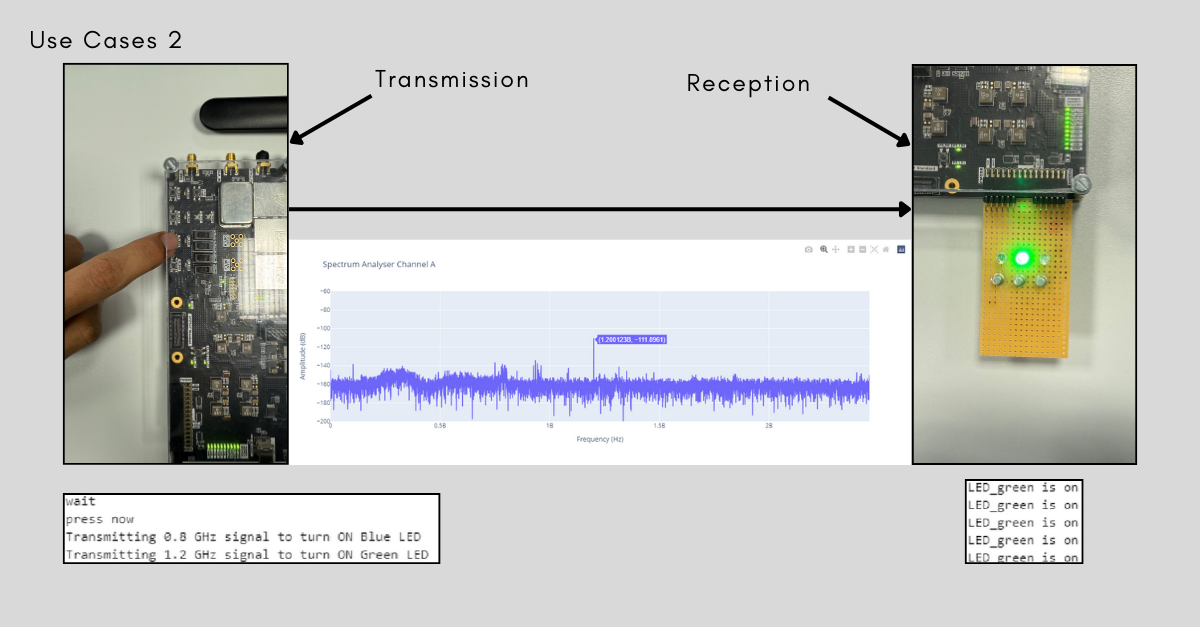 Use Cases 2
Transmission
Reception
Spectrum Analyser Channel A
Amplitude (dB)
−60
−80
−100
−120
−140
−160
−180
−200
(1.200123B, −111.0961)
0
0.5B
1B
1.5B
2B
Frequency (Hz)
wait
press now
Transmitting 0.8 GHz signal to turn ON Blue LED
Transmitting 1.2 GHz signal to turn ON Green LED
LED_green is on
LED_green is on
LED_green is on
LED_green is on
LED_green is on